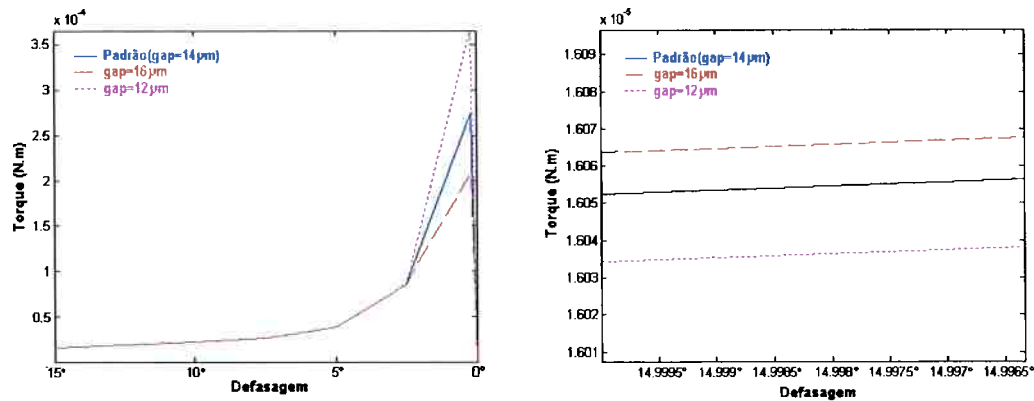 x 10⁻⁴
3.5
3
2.5
2
1.5
1
0.5
15°
10°
5°
0°
Torque (N.m)
Defasagem
Padrão(gap=14µm)
gap=16µm
gap=12µm
x 10⁻⁵
1.609
1.608
1.607
1.606
1.605
1.604
1.603
1.602
1.601
14.9995°
14.999°
14.9985°
14.998°
14.9975°
14.997°
14.9965°
Torque (N.M)
Defasagem
Padrão(gap=14µm)
gap=16µm
gap=12µm